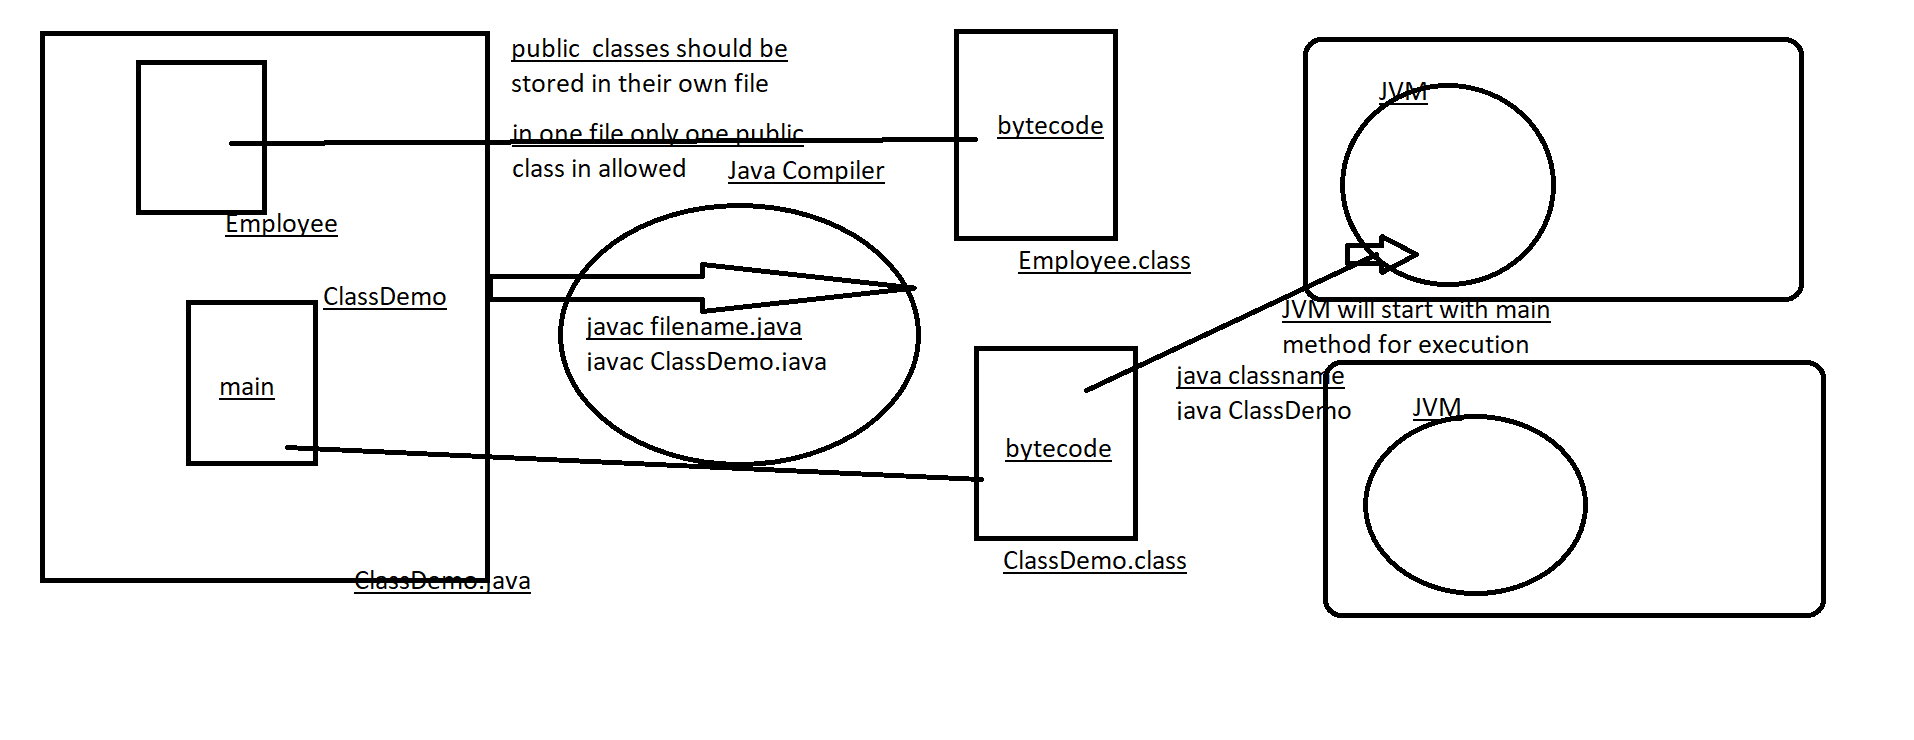 public  classes should be
stored in their own file
in one file only one public
class in allowed
Java Compiler
Employee
ClassDemo
main
ClassDemo.java
javac filename.java
javac ClassDemo.java
bytecode
Employee.class
bytecode
ClassDemo.class
JVM
JVM will start with main
method for execution
java classname
java ClassDemo
JVM